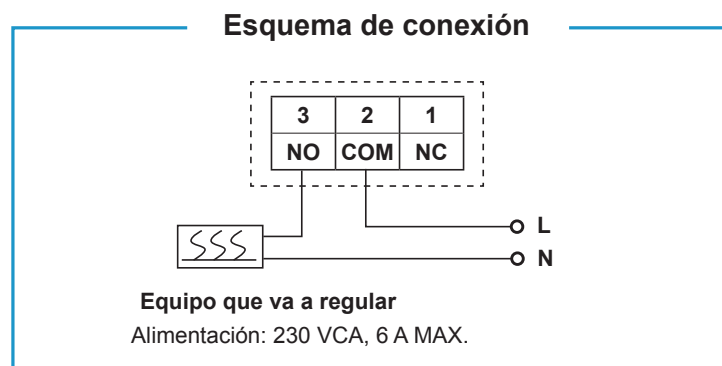 Esquema de conexión
3 2 1
NO COM NC
L
N
Equipo que va a regular
Alimentación: 230 VCA, 6 A MAX.